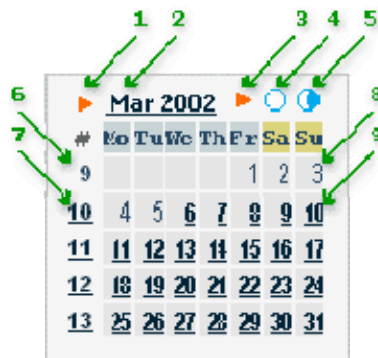 1 2 3 4 5
Mar 2002
6 8
# Mo Tu We Th Fr Sa Su
7 9
9 1 2 3
10 4 5 6 7 8 9 10
11 11 12 13 14 15 16 17
12 18 19 20 21 22 23 24
13 25 26 27 28 29 30 31